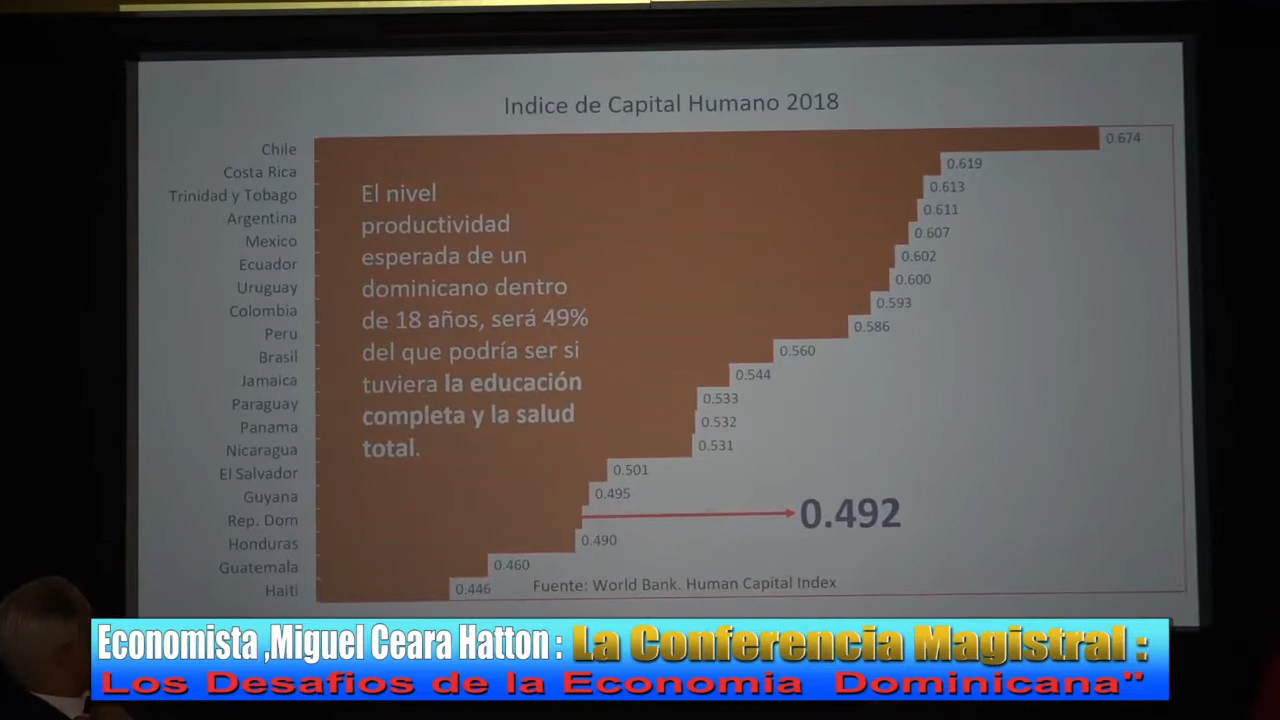 Indice de Capital Humano 2018
Chile 0.674
Costa Rica 0.619
Trinidad y Tobago 0.613
Argentina 0.611
Mexico 0.607
Ecuador 0.602
Uruguay 0.600
Colombia 0.593
Peru 0.586
Brasil 0.560
Jamaica 0.544
Paraguay 0.533
Panama 0.532
Nicaragua 0.531
El Salvador 0.501
Guyana 0.495
Rep. Dom 0.492
Honduras 0.490
Guatemala 0.460
Haiti 0.446
El nivel
productividad
esperada de un
dominicano dentro
de 18 años, será 49%
del que podría ser si
tuviera la educación
completa y la salud
total.
Fuente: World Bank. Human Capital Index
Economista ,Miguel Ceara Hatton : La Conferencia Magistral :
Los Desafios de la Economia Dominicana"